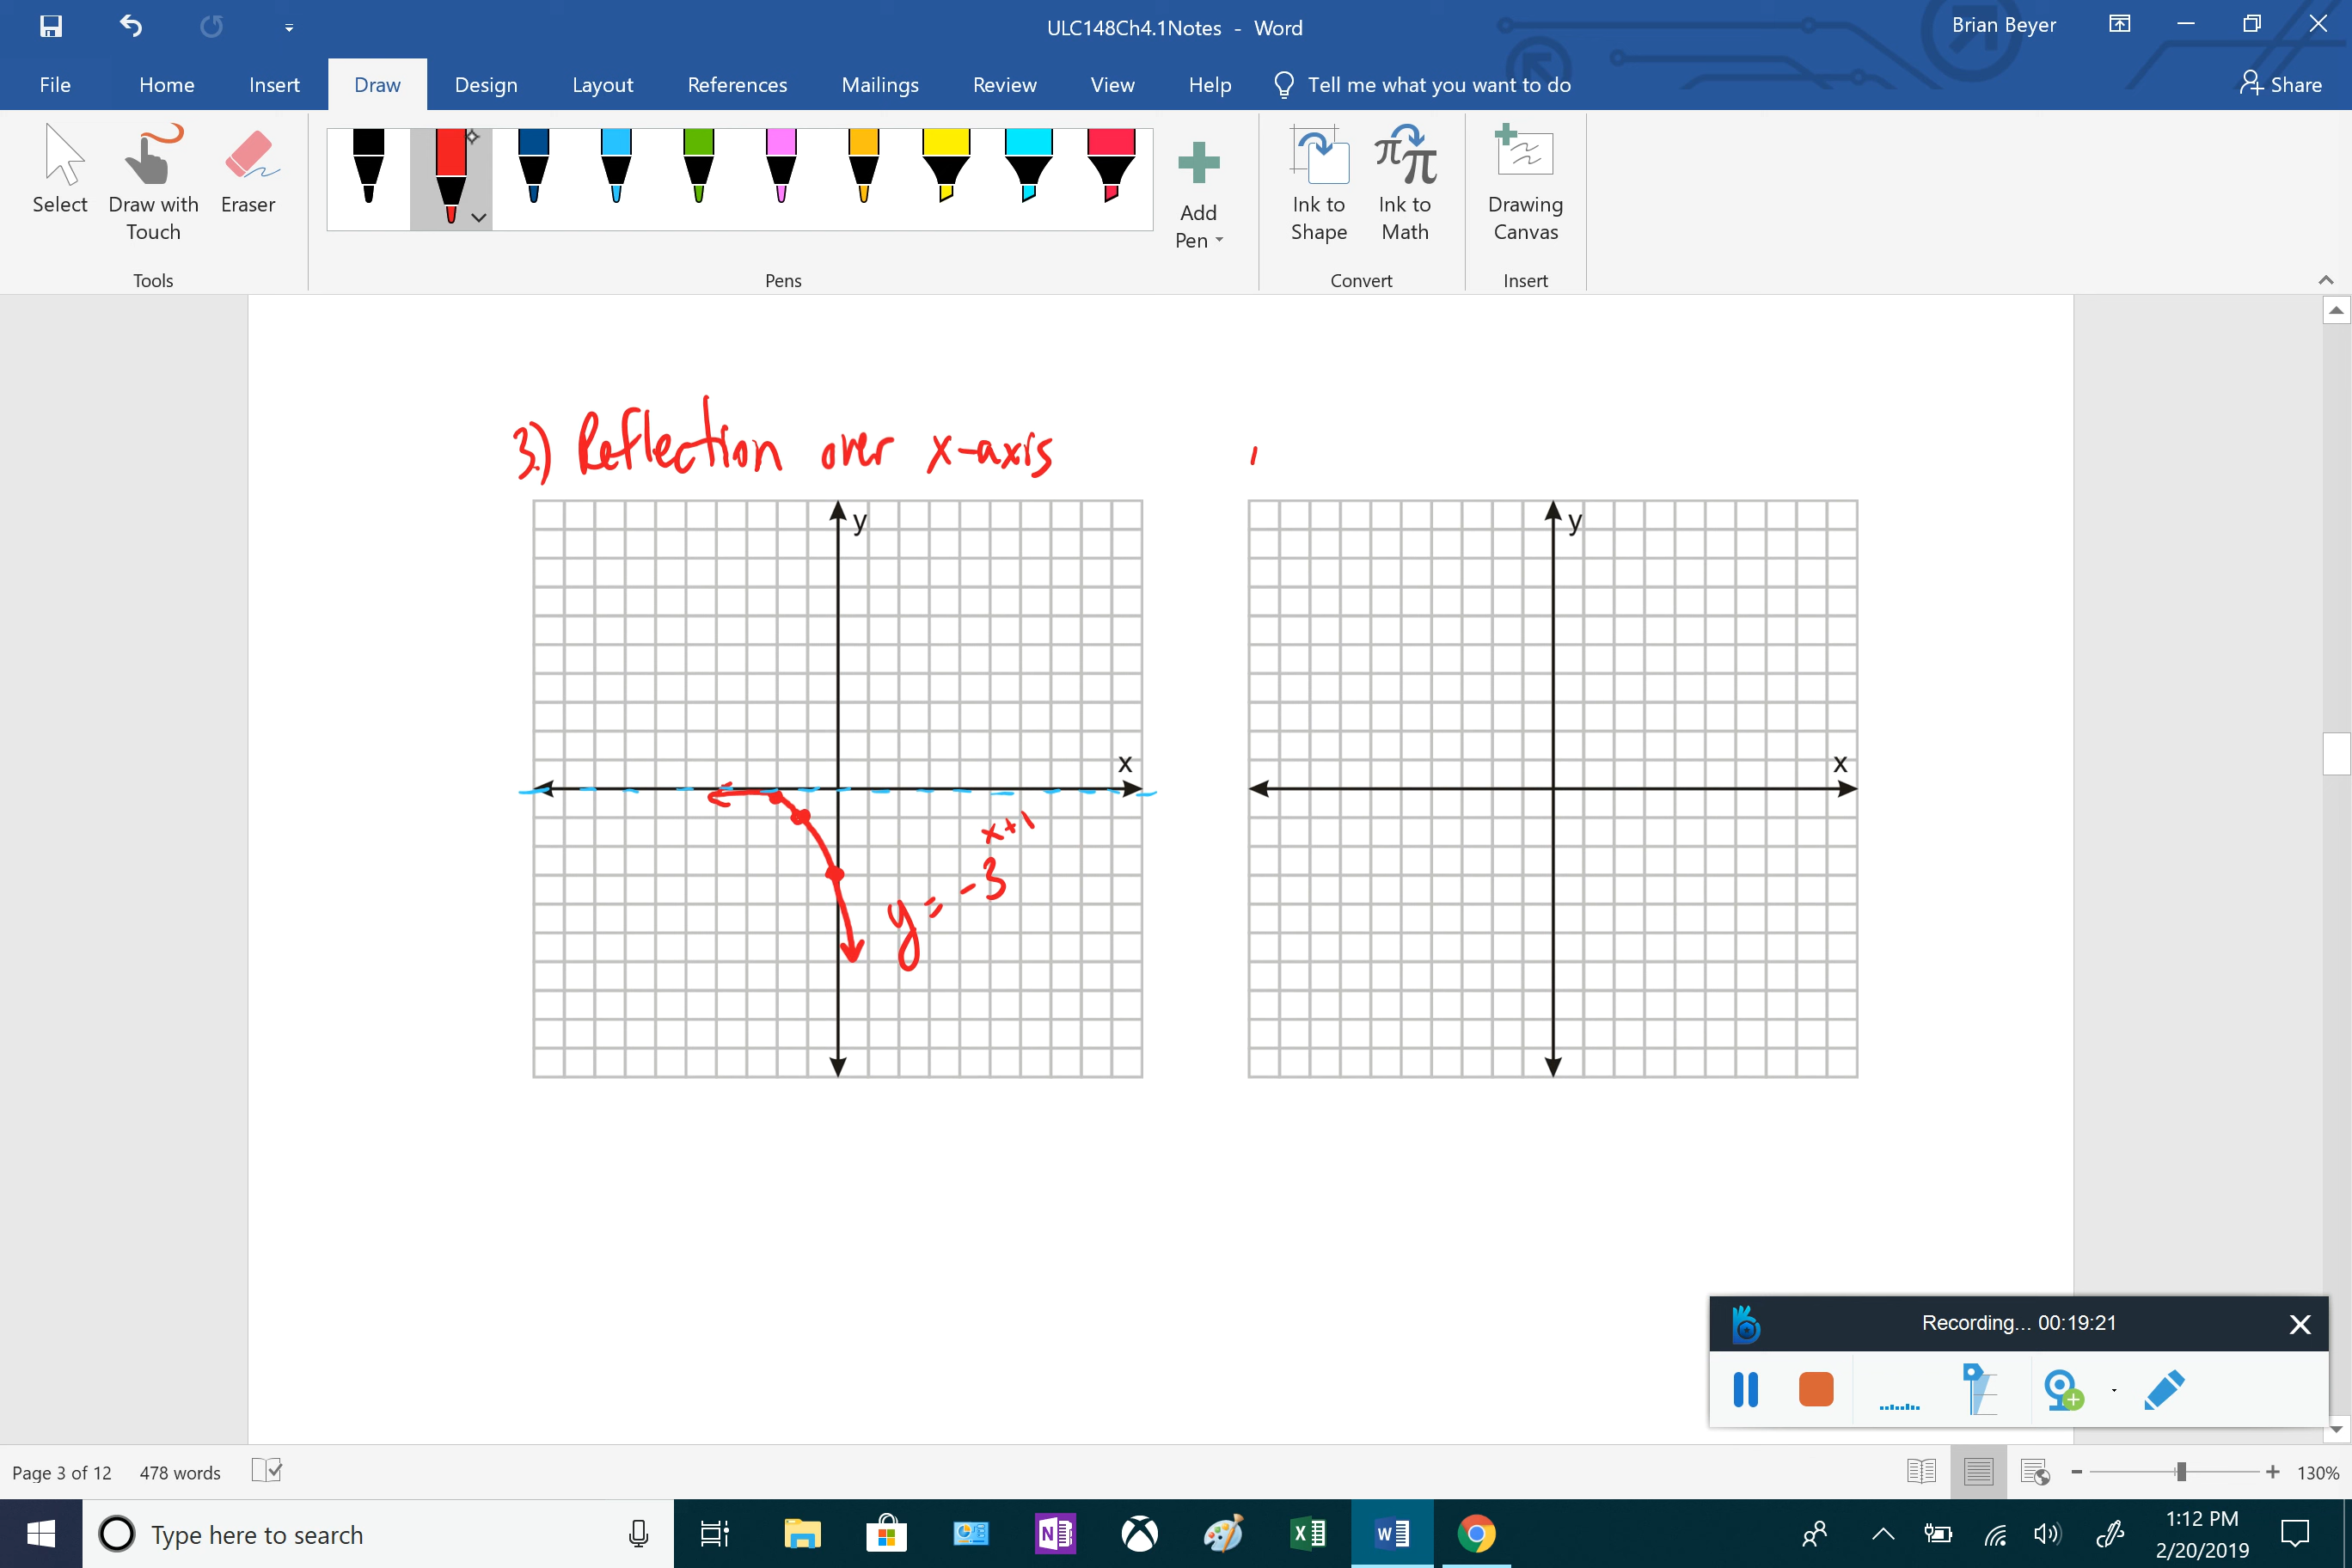 ULC148Ch4.1Notes - Word
Brian Beyer
File Home Insert Draw Design Layout References Mailings Review View Help Tell me what you want to do
Share
Select
Draw with
Touch
Eraser
Tools
Pens
Add
Pen
Ink to
Shape
Ink to
Math
Convert
Drawing
Canvas
Insert
3.) Reflection over x-axis
y
x
y = -3^{x+1}
y
x
Recording... 00:19:21
Page 3 of 12 478 words
130%
Type here to search
1:12 PM
2/20/2019